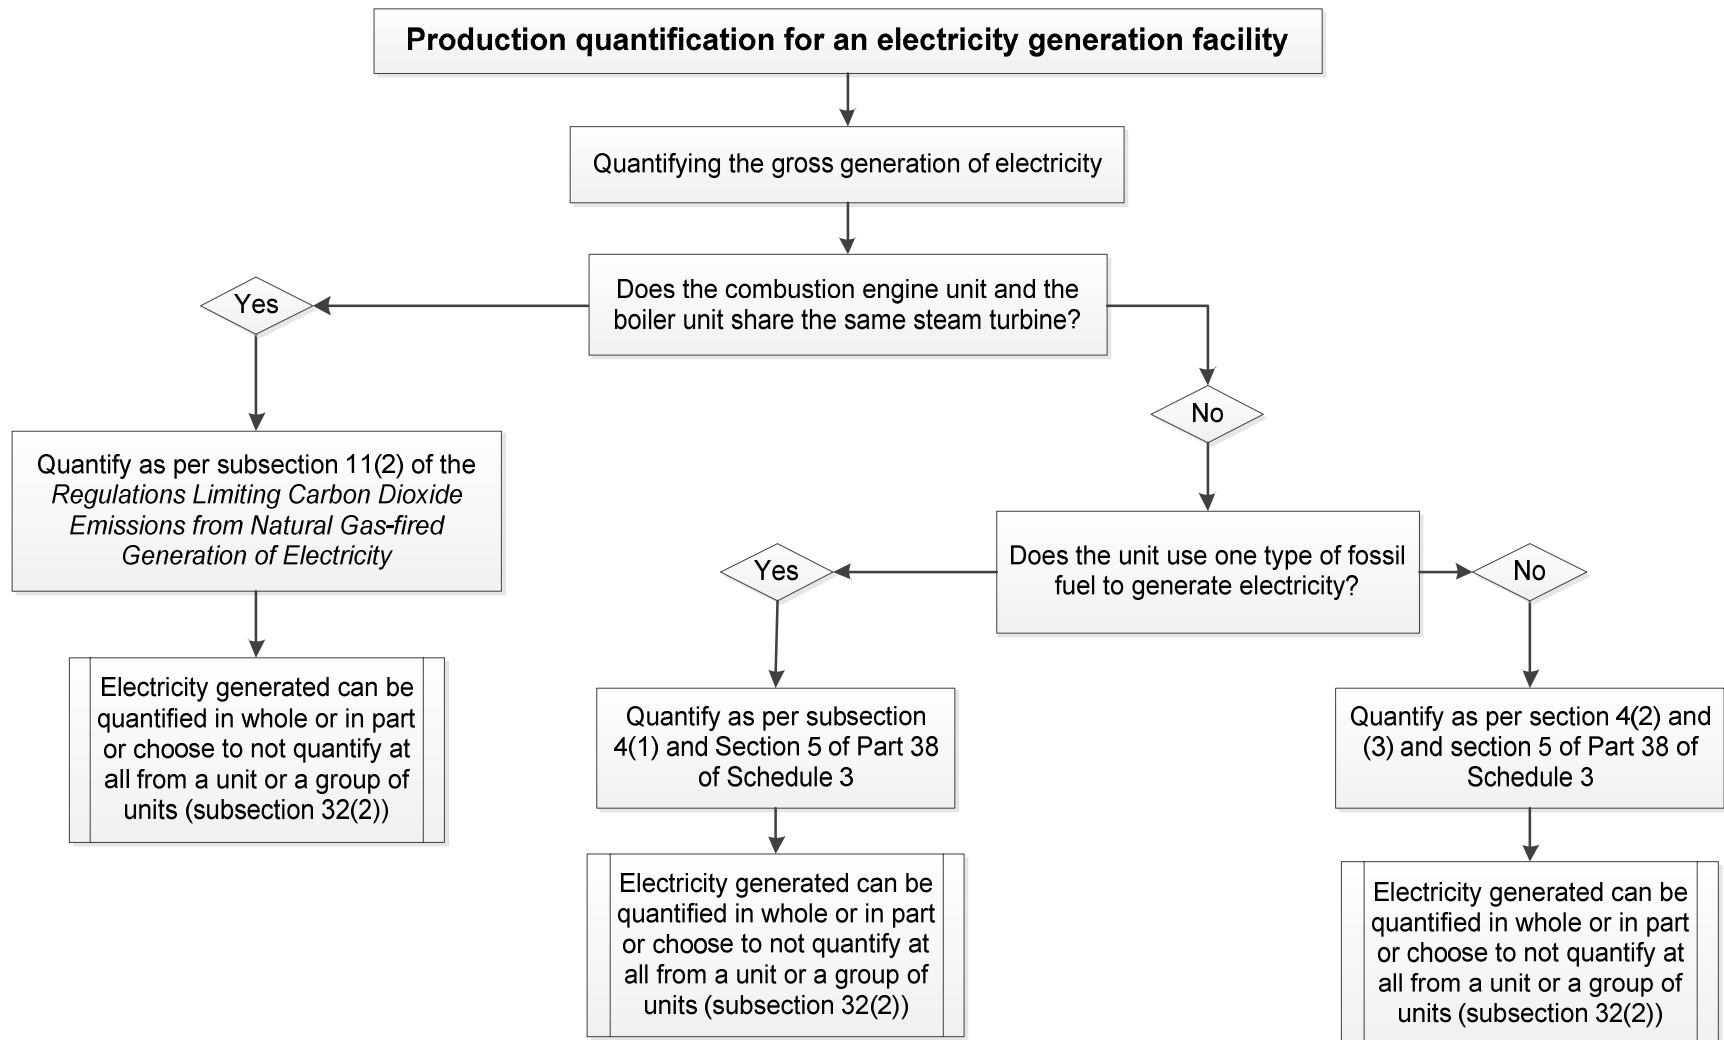 Production quantification for an electricity generation facility
Quantifying the gross generation of electricity
Does the combustion engine unit and the
boiler unit share the same steam turbine?
Yes
No
Quantify as per subsection 11(2) of the
Regulations Limiting Carbon Dioxide
Emissions from Natural Gas-fired
Generation of Electricity
Does the unit use one type of fossil
fuel to generate electricity?
Yes
No
Electricity generated can be
quantified in whole or in part
or choose to not quantify at
all from a unit or a group of
units (subsection 32(2))
Quantify as per subsection
4(1) and Section 5 of Part 38
of Schedule 3
Quantify as per section 4(2) and
(3) and section 5 of Part 38 of
Schedule 3
Electricity generated can be
quantified in whole or in part
or choose to not quantify at
all from a unit or a group of
units (subsection 32(2))
Electricity generated can be
quantified in whole or in part
or choose to not quantify at
all from a unit or a group of
units (subsection 32(2))